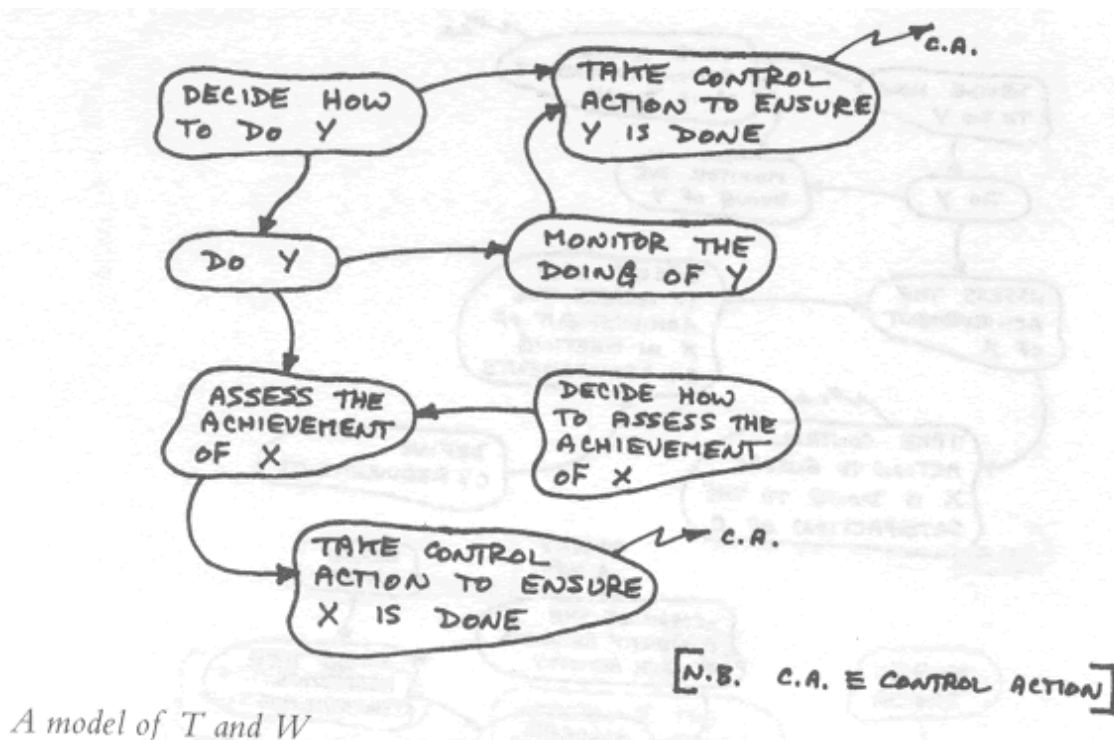 C.A.
DECIDE HOW
TO DO Y
TAKE CONTROL
ACTION TO ENSURE
Y IS DONE
DO Y
MONITOR THE
DOING OF Y
ASSESS THE
ACHIEVEMENT
OF X
DECIDE HOW
TO ASSESS THE
ACHIEVEMENT
OF X
TAKE CONTROL
ACTION TO ENSURE
X IS DONE
C.A.
[N.B. C.A. E CONTROL ACTION]
A model of T and W